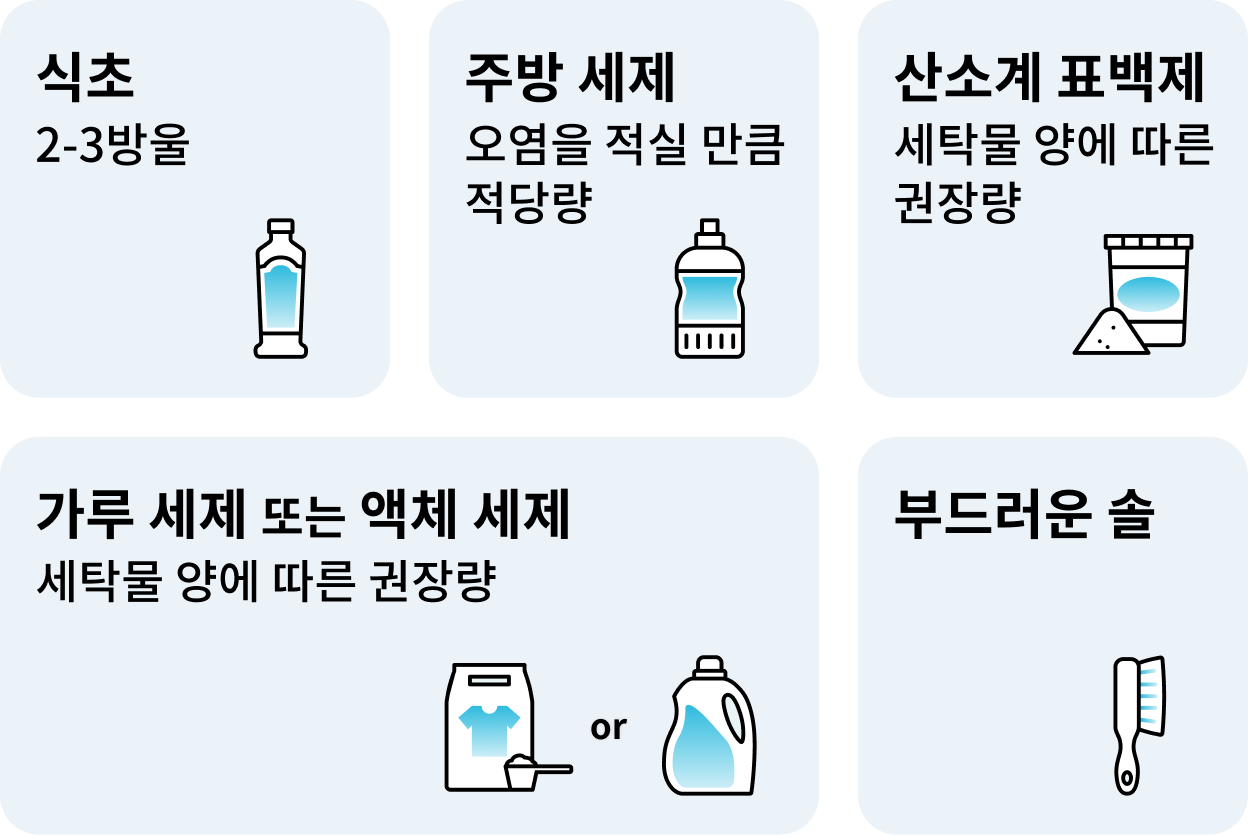 식초
2-3방울
주방 세제
오염을 적실 만큼
적당량
산소계 표백제
세탁물 양에 따른
권장량
가루 세제 또는 액체 세제
세탁물 양에 따른 권장량
or
부드러운 솔